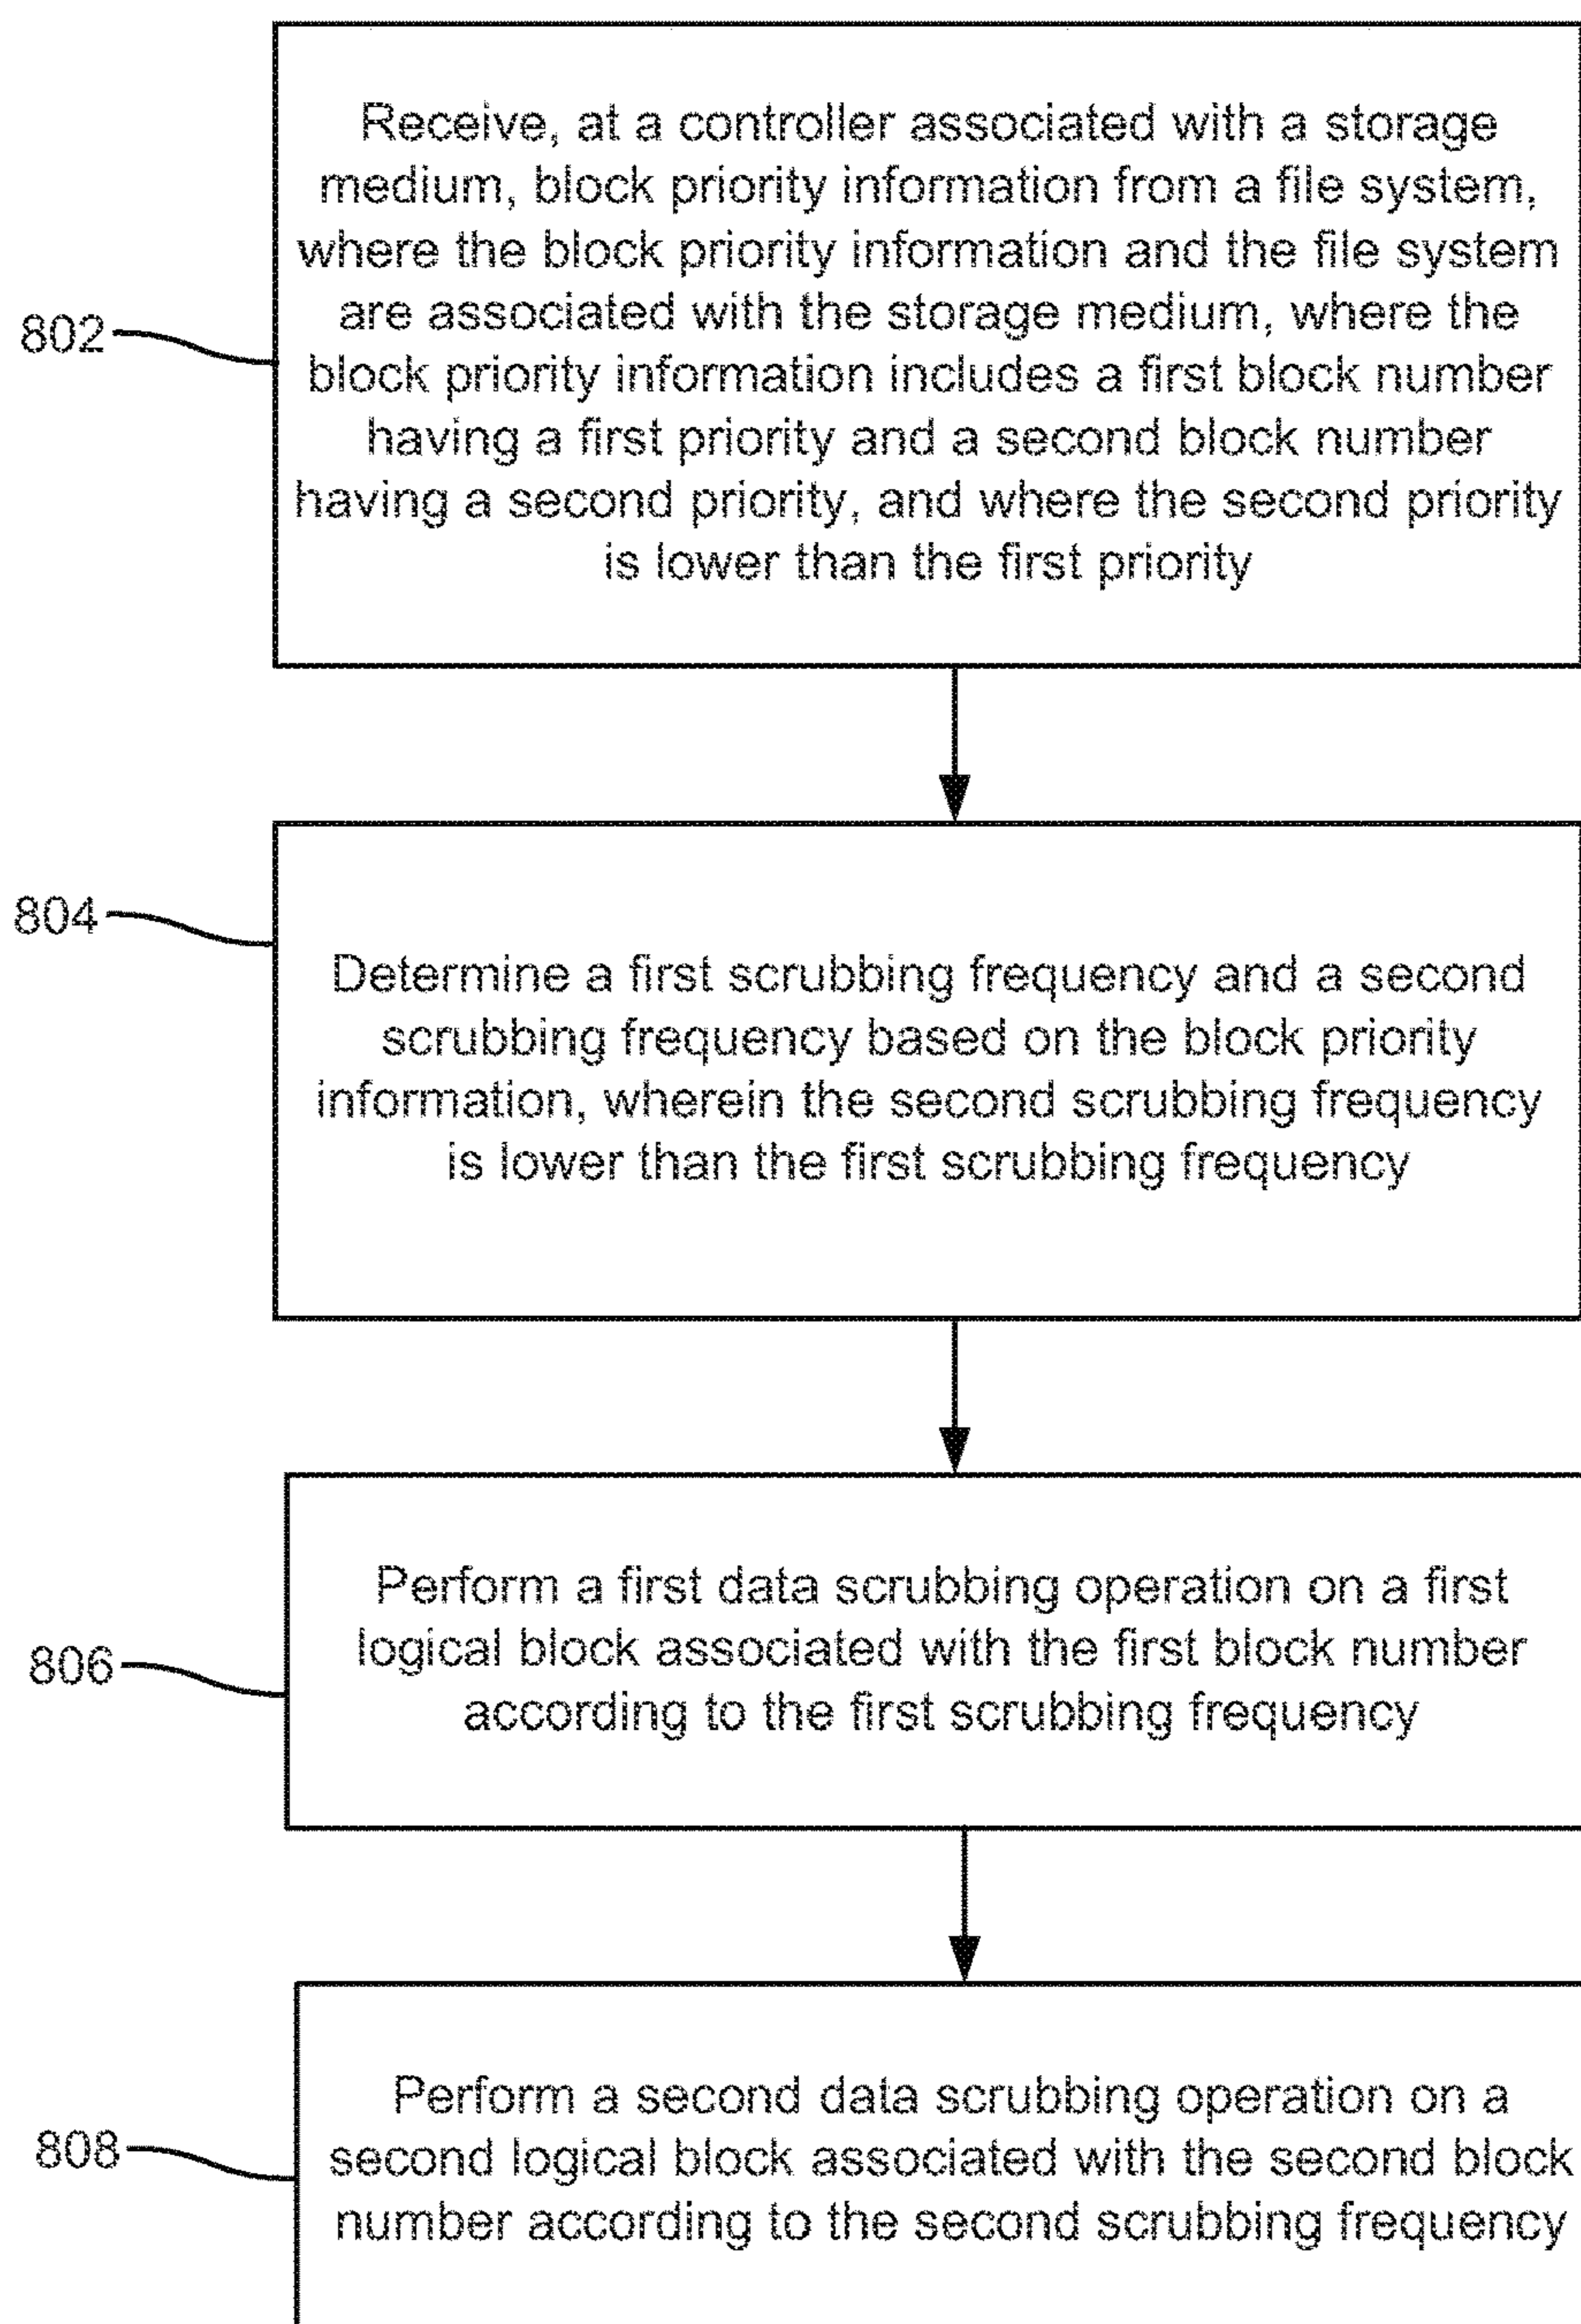 Receive, at a controller associated with a storage
medium, block priority information from a file system,
where the block priority information and the file system
are associated with the storage medium, where the
802
block priority information includes a first block number
having a first priority and a second block number
having a second priority, and where the second priority
is lower than the first priority
804
Determine a first scrubbing frequency and a second
scrubbing frequency based on the block priority
information, wherein the second scrubbing frequency
is lower than the first scrubbing frequency
Perform a first data scrubbing operation on a first
logical block associated with the first block number
806
according to the first scrubbing frequency
Perform a second data scrubbing operation on a
808
second logical block associated with the second block
number according to the second scrubbing frequency